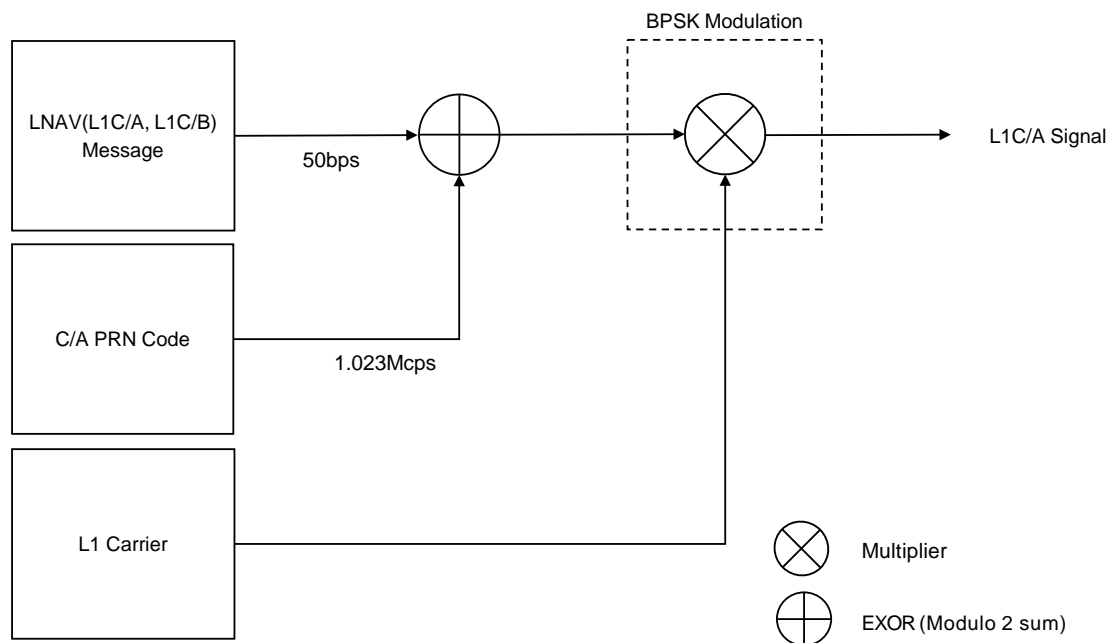 BPSK Modulation
LNAV(L1C/A, L1C/B)
Message
50bps
L1C/A Signal
C/A PRN Code
1.023Mcps
L1 Carrier
Multiplier
EXOR (Modulo 2 sum)